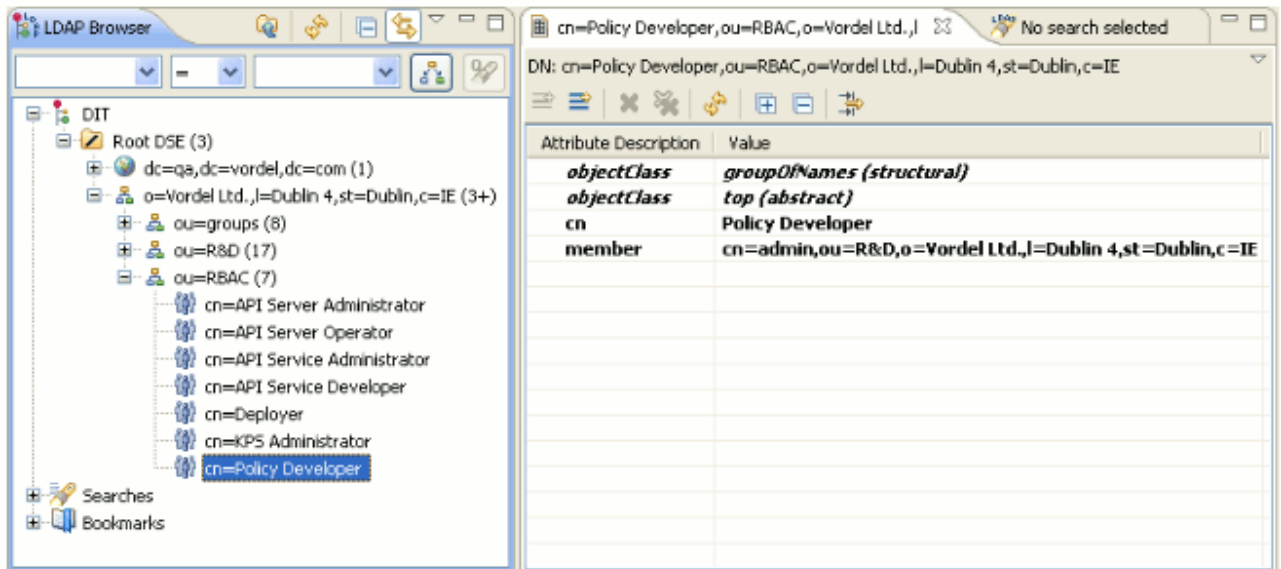 LDAP Browser
=
DIT
Root DSE (3)
dc=qa,dc=vordel,dc=com (1)
o=Vordel Ltd.,l=Dublin 4,st=Dublin,c=IE (3+)
ou=groups (8)
ou=R&D (17)
ou=RBAC (7)
cn=API Server Administrator
cn=API Server Operator
cn=API Service Administrator
cn=API Service Developer
cn=Deployer
cn=KPS Administrator
cn=Policy Developer
Searches
Bookmarks
cn=Policy Developer,ou=RBAC,o=Vordel Ltd.,l
LDAP No search selected
DN: cn=Policy Developer,ou=RBAC,o=Vordel Ltd.,l=Dublin 4,st=Dublin,c=IE
Attribute Description Value
objectClass groupOfNames (structural)
objectClass top (abstract)
cn Policy Developer
member cn=admin,ou=R&D,o=Vordel Ltd.,l=Dublin 4,st=Dublin,c=IE